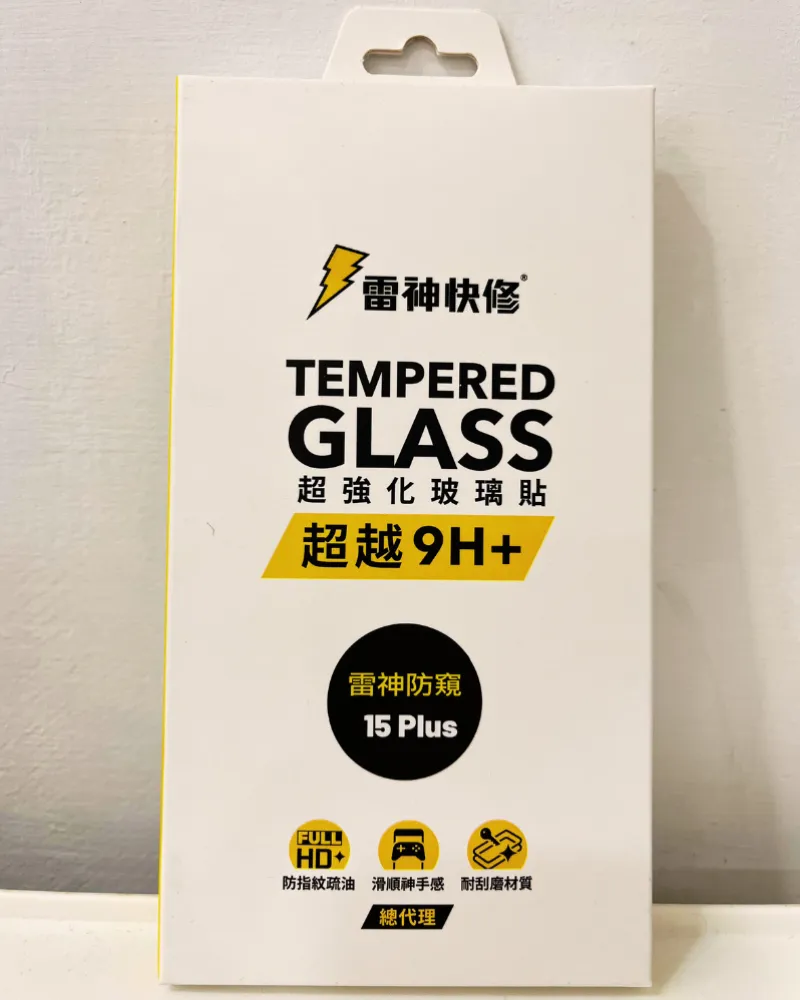 雷神快修®
TEMPERED
GLASS
超強化玻璃貼
超越9H+
雷神防窺
15 Plus
FULL
HD
防指紋疏油
滑順神手感
耐刮磨材質
總代理